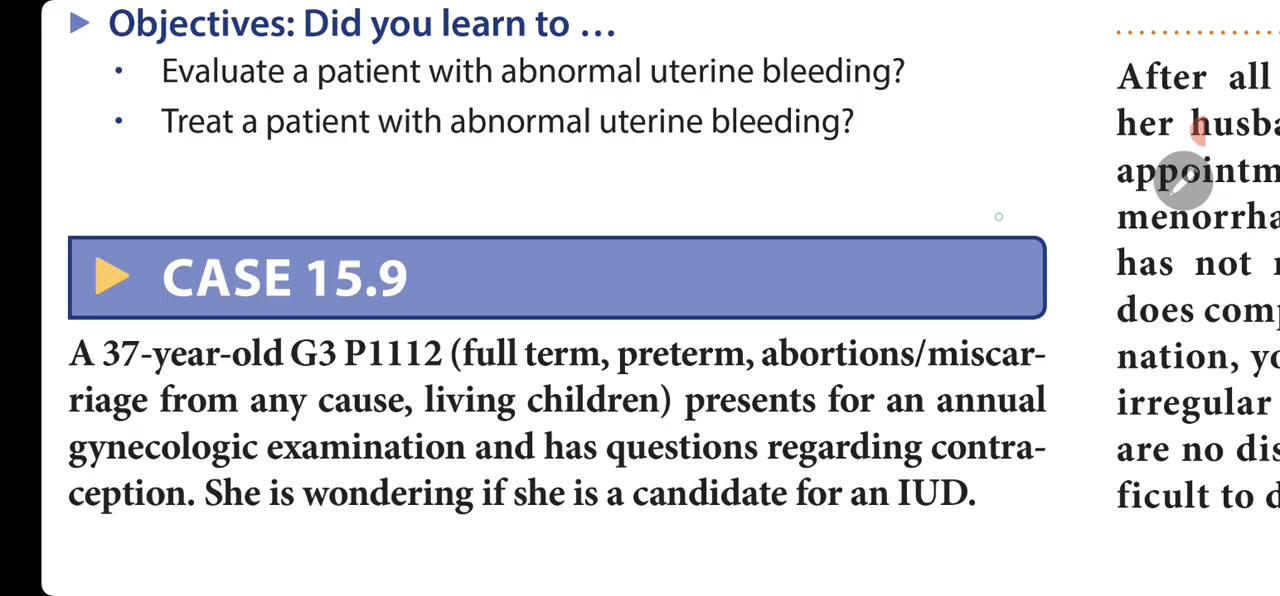 Objectives: Did you learn to …
• Evaluate a patient with abnormal uterine bleeding?
• Treat a patient with abnormal uterine bleeding?
CASE 15.9
A 37-year-old G3 P1112 (full term, preterm, abortions/miscar-
riage from any cause, living children) presents for an annual
gynecologic examination and has questions regarding contra-
ception. She is wondering if she is a candidate for an IUD.
After all
her
has not
does
nation,
irregular
are no
ficult to